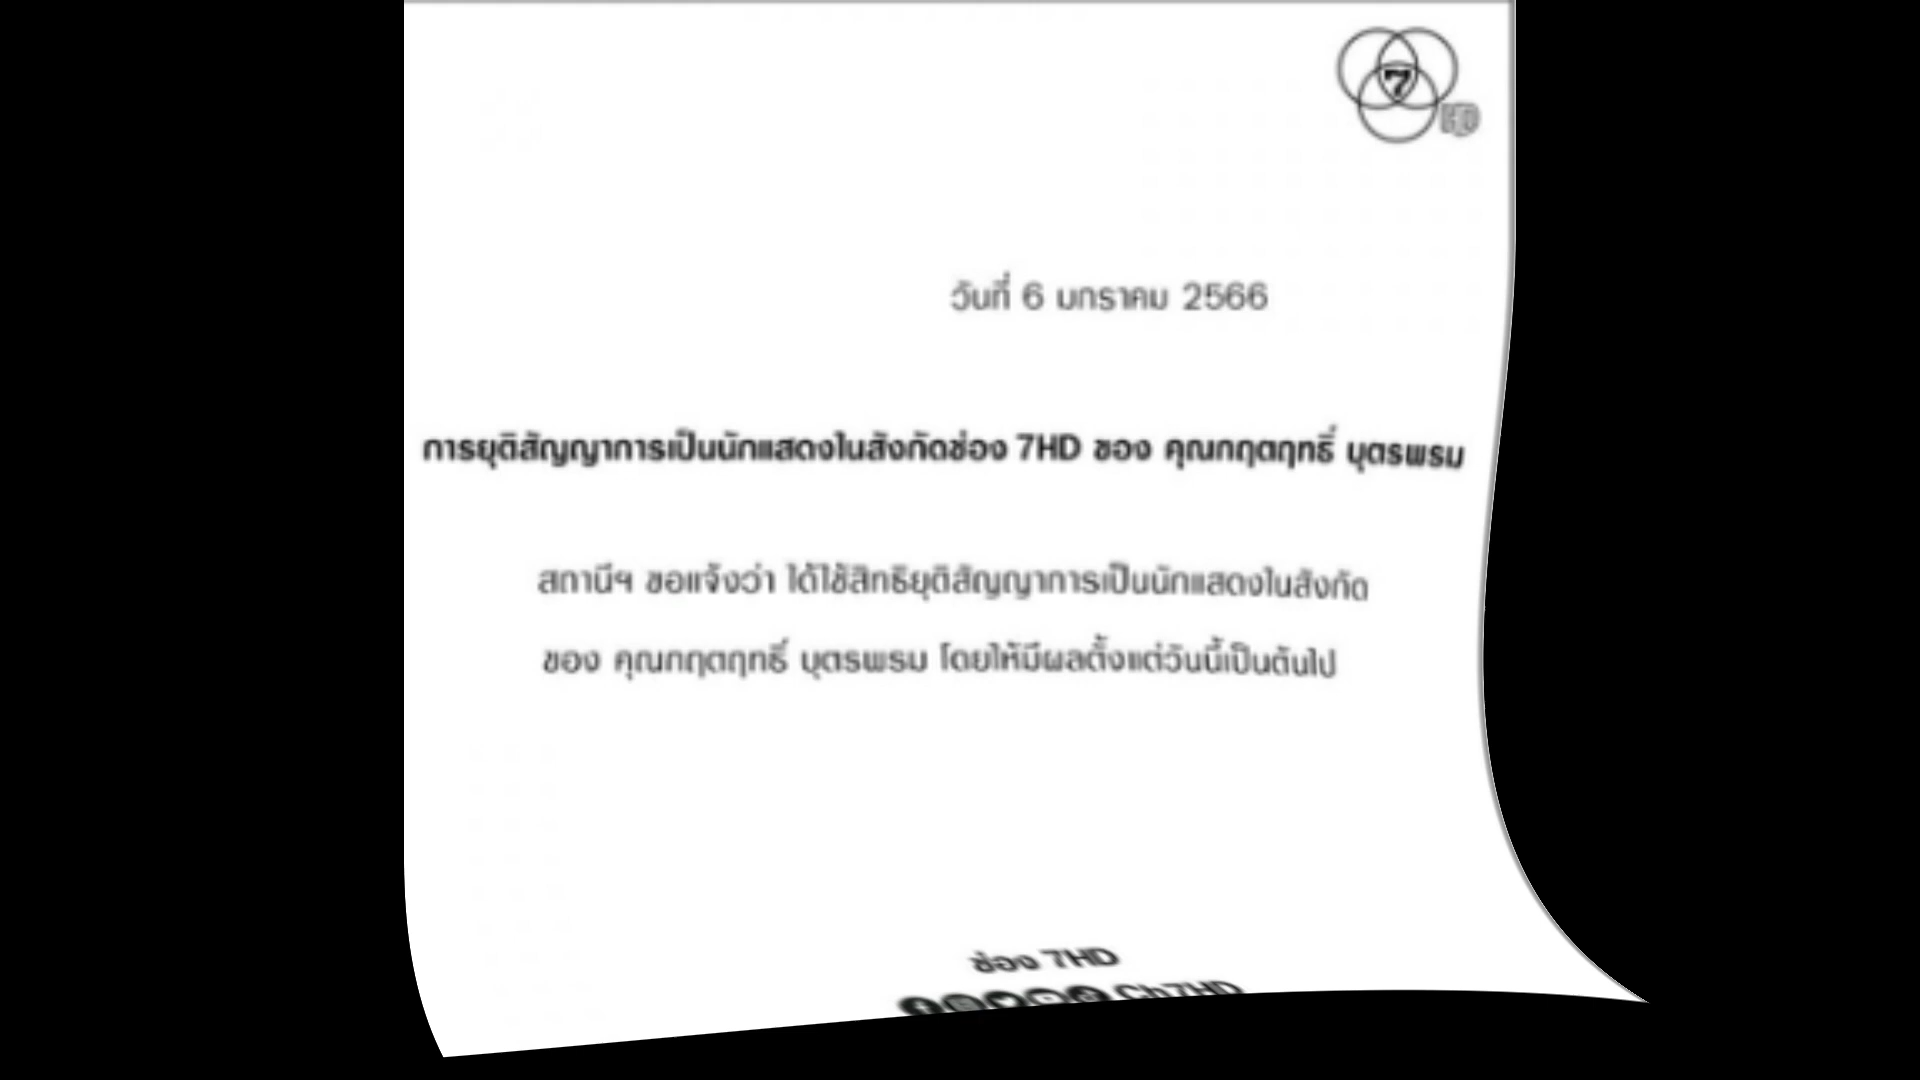 7
HD
วันที่ 6 มกราคม 2566
การยุติสัญญาการเป็นนักแสดงในสังกัดช่อง 7HD ของ คุณกฤตฤทธิ์ บุตรพรม
สถานีฯ ขอแจ้งว่า ได้ใช้สิทธิยุติสัญญาการเป็นนักแสดงในสังกัด
ของ คุณกฤตฤทธิ์ บุตรพรม โดยให้มีผลตั้งแต่วันนี้เป็นต้นไป
ช่อง 7HD
Ch7HD